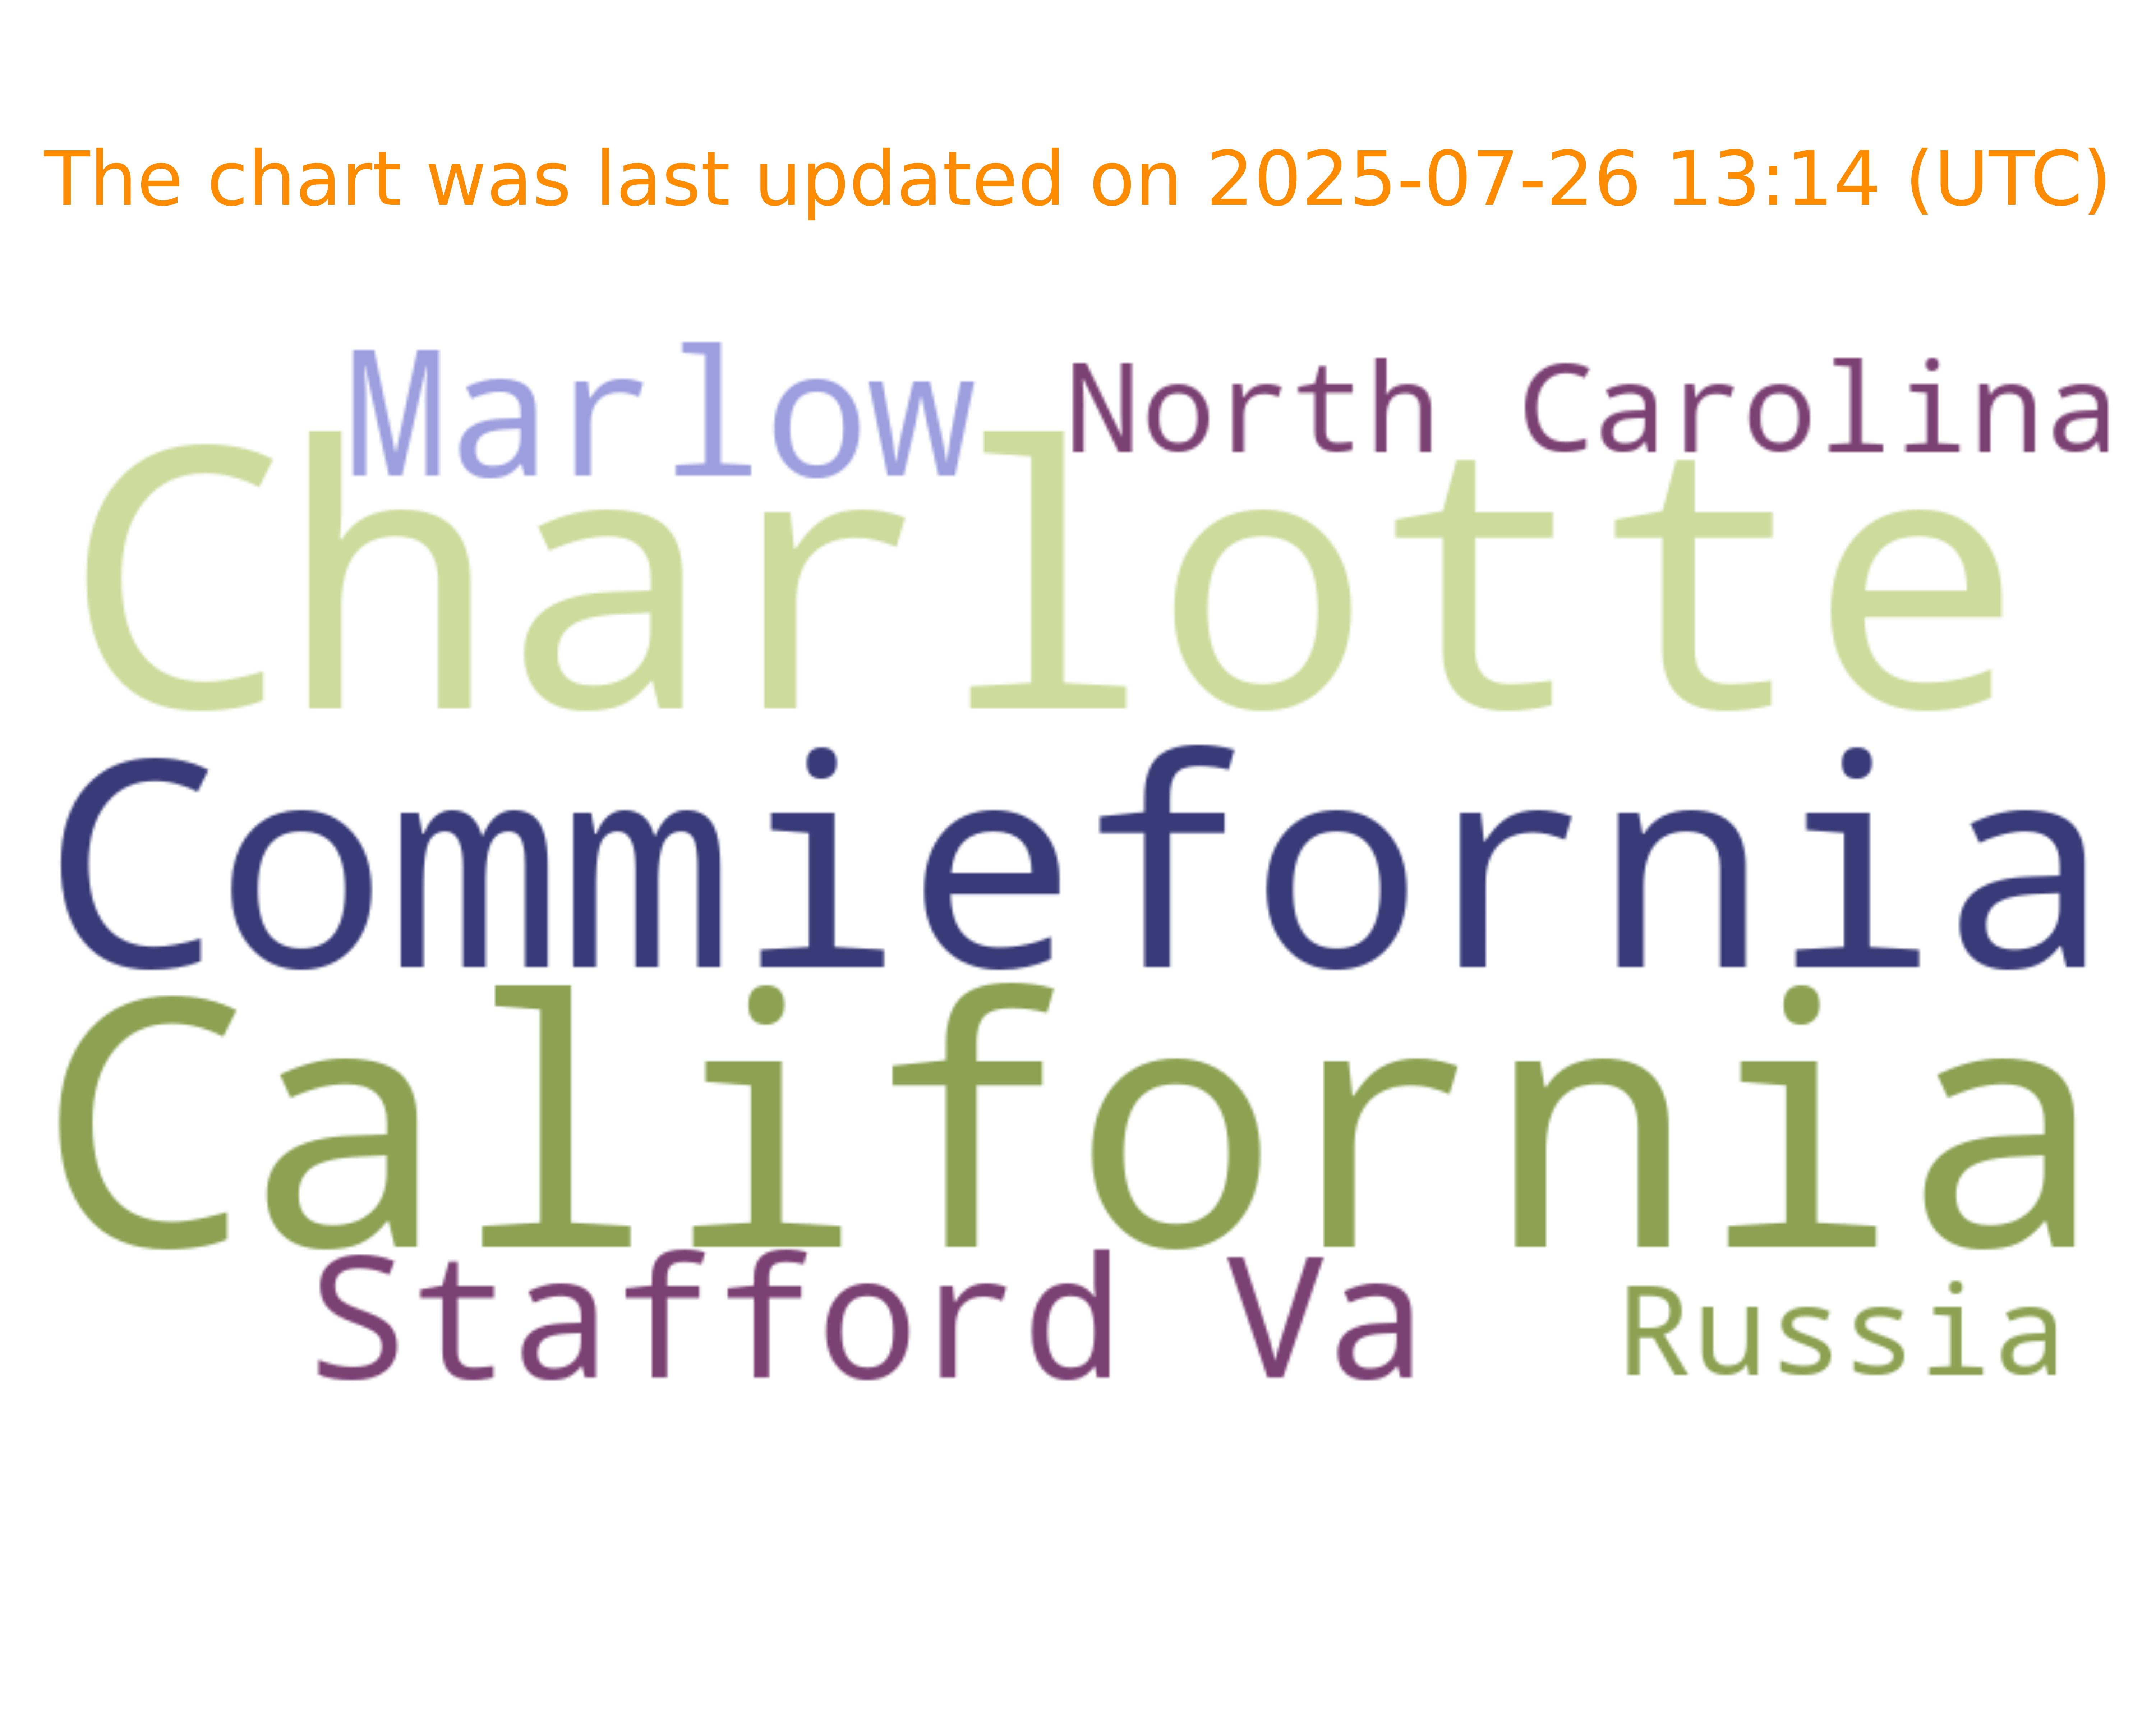 The chart was last updated on 2025-07-26 13:14 (UTC)
Marlow North Carolina
Charlotte
Commiefornia
California
Stafford Va Russia